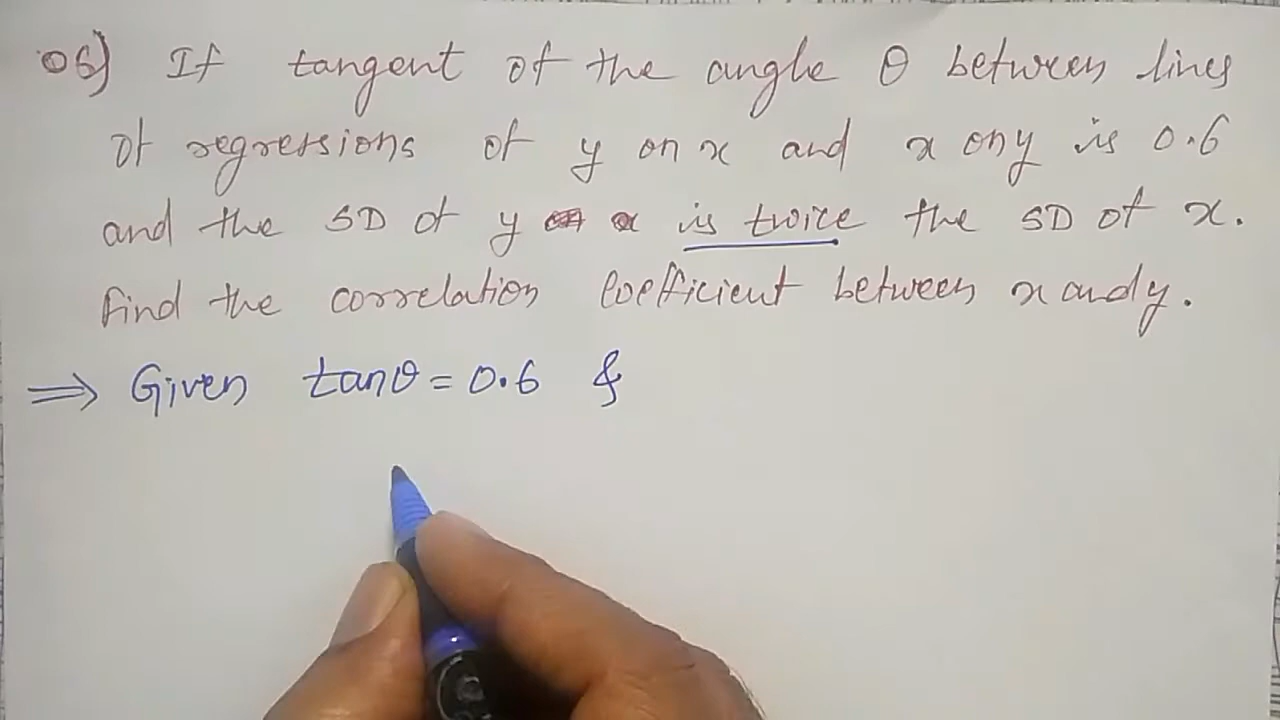 06) If tangent of the angle θ between lines
of regressions of y on x and x on y is 0.6
and the SD of y is twice the SD of x.
find the correlation coefficient between x and y.
⇒ Given tanθ = 0.6 &